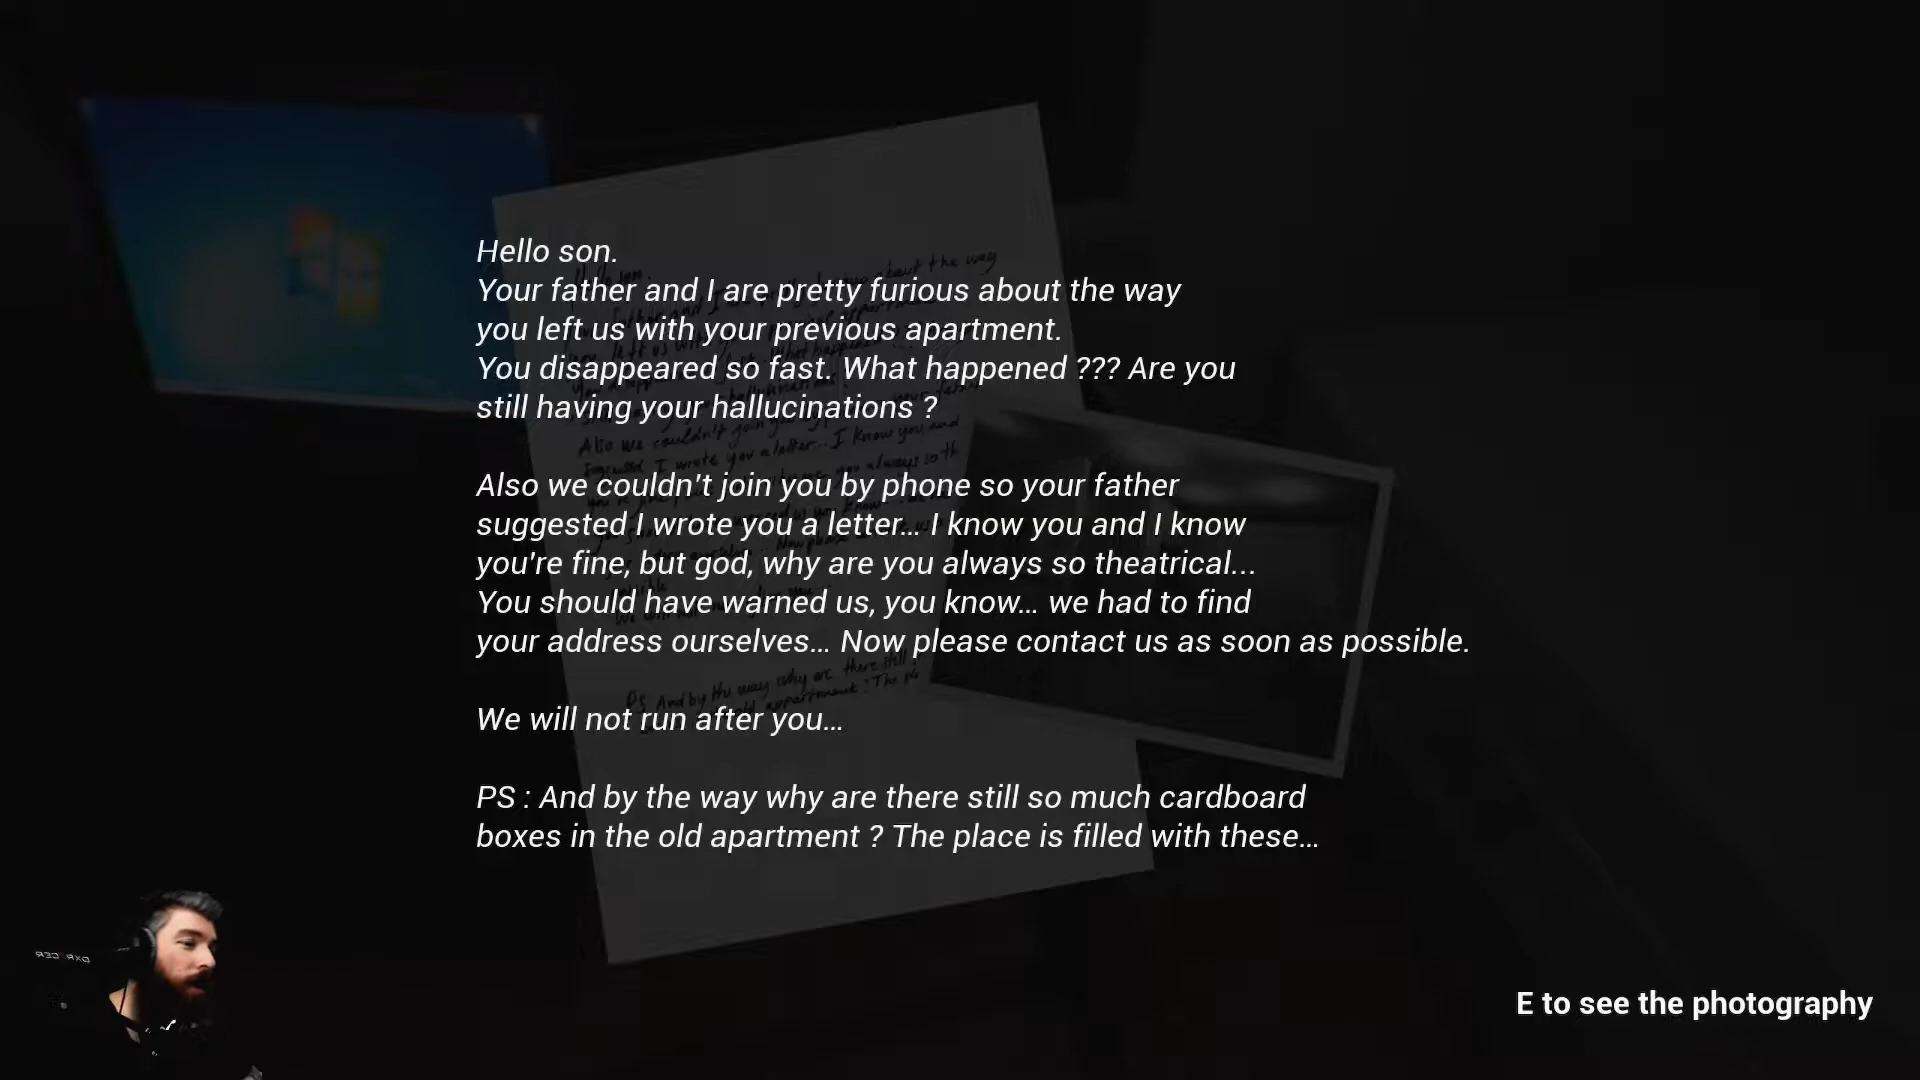 Hello son.
Your father and I are pretty furious about the way
you left us with your previous apartment.
You disappeared so fast. What happened ??? Are you
still having your hallucinations ?
Also we couldn't join you by phone so your father
suggested I wrote you a letter... I know you and I know
you're fine, but god, why are you always so theatrical...
You should have warned us, you know... we had to find
your address ourselves... Now please contact us as soon as possible.
We will not run after you...
PS : And by the way why are there still so much cardboard
boxes in the old apartment ? The place is filled with these...
E to see the photography